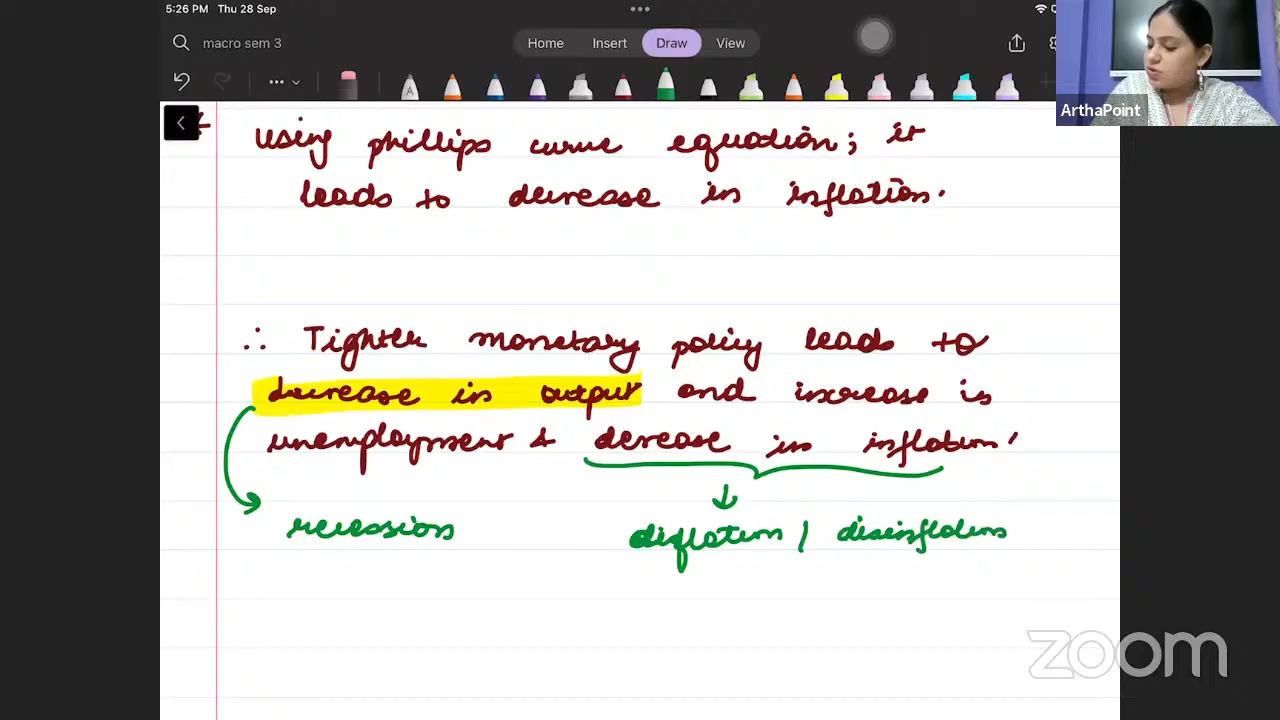 5:26 PM Thu 28 Sep
macro sem 3
Home Insert Draw View
A
ArthaPoint
using phillips curve equation; it
leads to decrease in inflation.
∴ Tighter monetary policy leads to
decrease in output and increase in
unemployment & decrease in inflation.
recession
deflation / disinflation
zoom